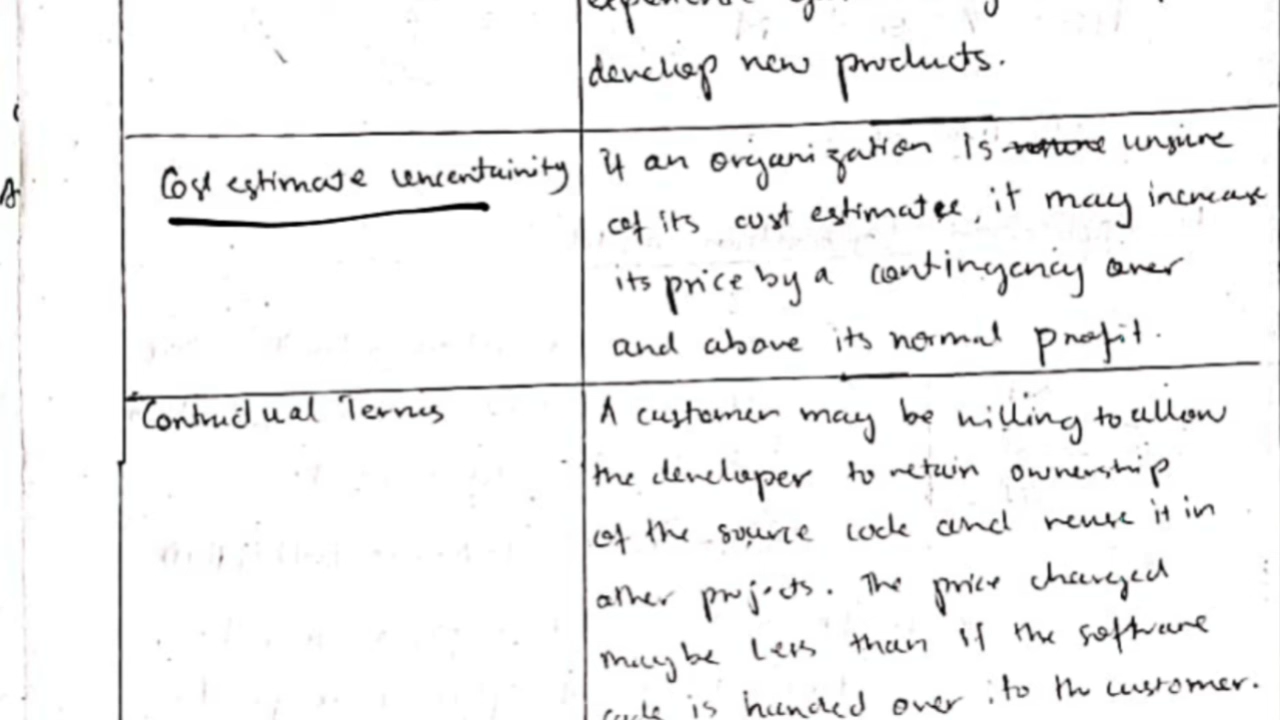 develop new products.
Cost estimate uncertainity
if an organization is unsure
of its cost estimate, it may increase
its price by a contingency over
and above its normal profit.
Contractual Terms
A customer may be willing to allow
the developer to retain ownership
of the source code and reuse it in
other projects. The price charged
maybe less than if the software
code is handed over to the customer.